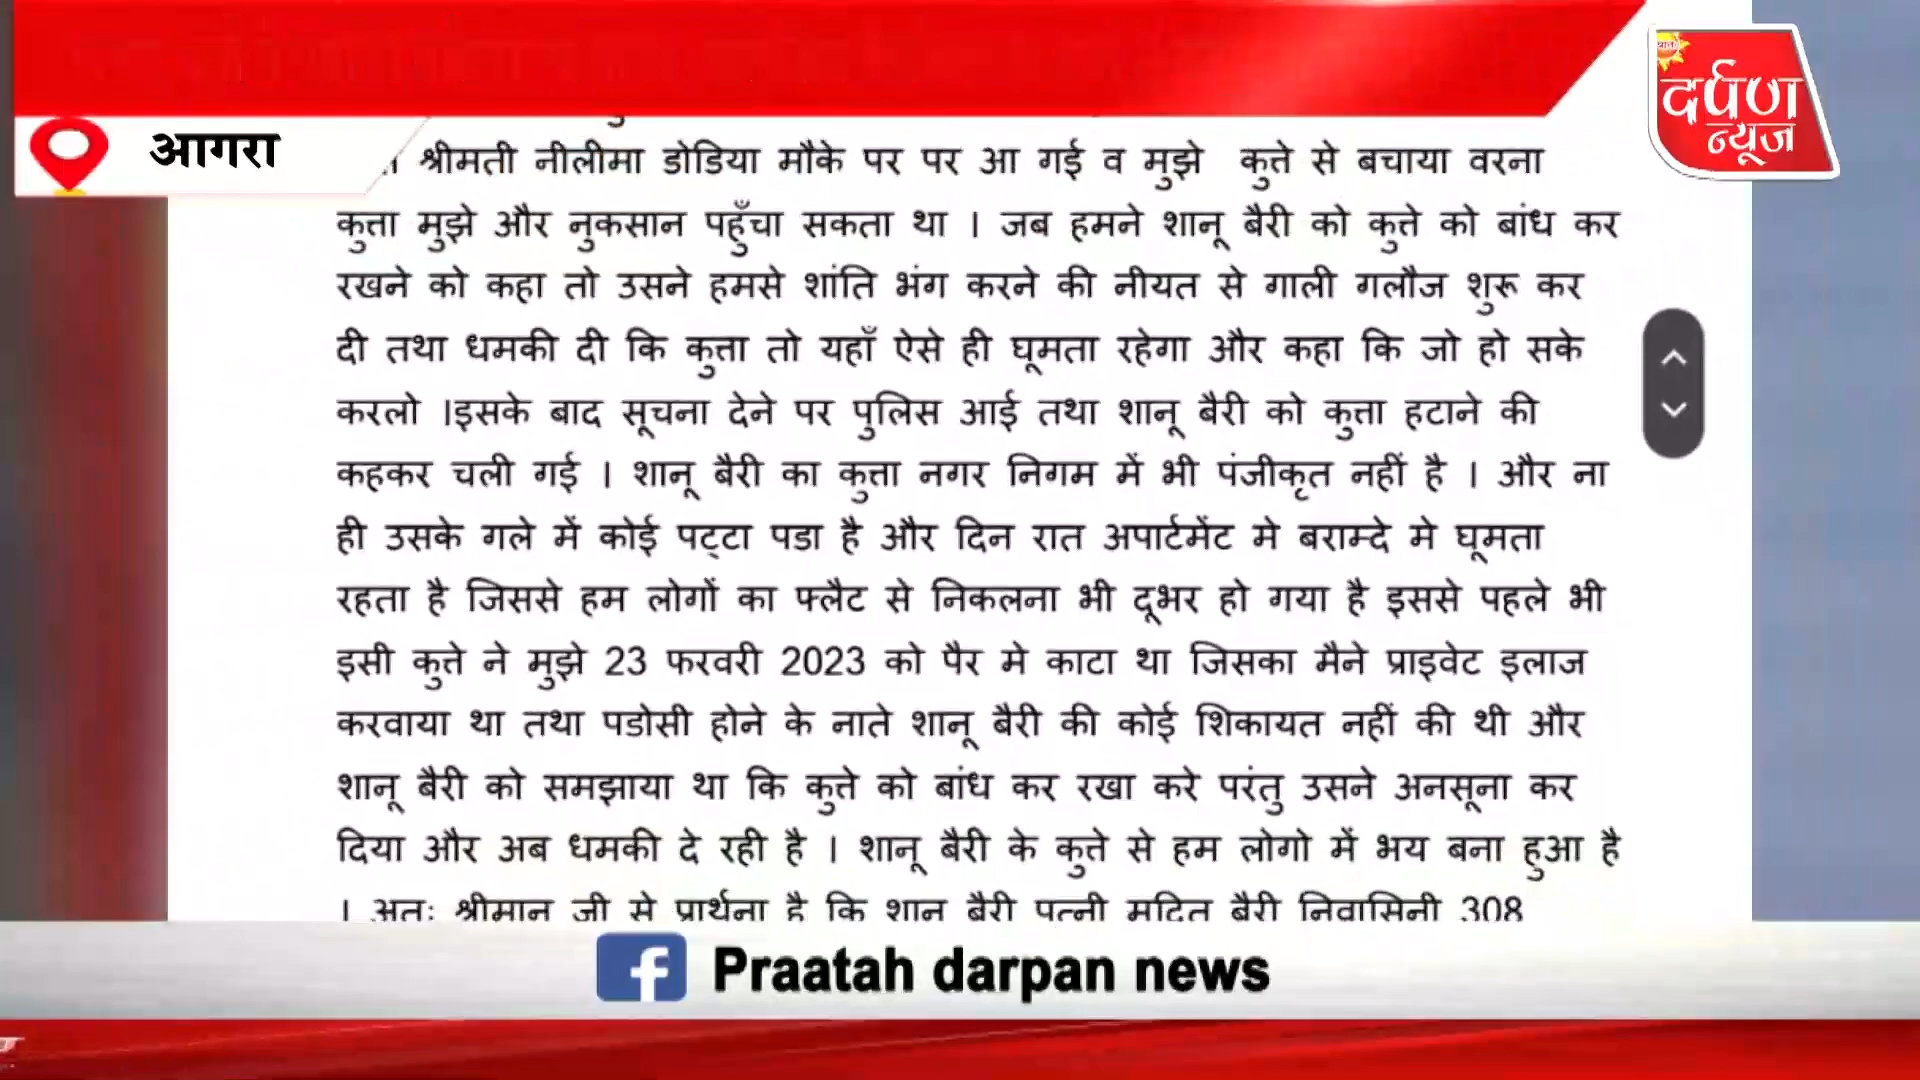 आगरा
प्रातः
दर्पण
न्यूज
श्रीमती नीलीमा डोडिया मौके पर पर आ गई व मुझे कुत्ते से बचाया वरना
कुत्ता मुझे और नुकसान पहुँचा सकता था । जब हमने शानू बैरी को कुत्ते को बांध कर
रखने को कहा तो उसने हमसे शांति भंग करने की नीयत से गाली गलौज शुरू कर
दी तथा धमकी दी कि कुत्ता तो यहाँ ऐसे ही घूमता रहेगा और कहा कि जो हो सके
करलो ।इसके बाद सूचना देने पर पुलिस आई तथा शानू बैरी को कुत्ता हटाने की
कहकर चली गई । शानू बैरी का कुत्ता नगर निगम में भी पंजीकृत नहीं है । और ना
ही उसके गले में कोई पट्टा पडा है और दिन रात अपार्टमेंट मे बराम्दे मे घूमता
रहता है जिससे हम लोगों का फ्लैट से निकलना भी दूभर हो गया है इससे पहले भी
इसी कुत्ते ने मुझे 23 फरवरी 2023 को पैर मे काटा था जिसका मैने प्राइवेट इलाज
करवाया था तथा पडोसी होने के नाते शानू बैरी की कोई शिकायत नहीं की थी और
शानू बैरी को समझाया था कि कुत्ते को बांध कर रखा करे परंतु उसने अनसूना कर
दिया और अब धमकी दे रही है । शानू बैरी के कुत्ते से हम लोगो में भय बना हुआ है
। अतः श्रीमान जी से प्रार्थना है कि शानू बैरी पत्नी मुदित बैरी निवासिनी 308
Praatah darpan news